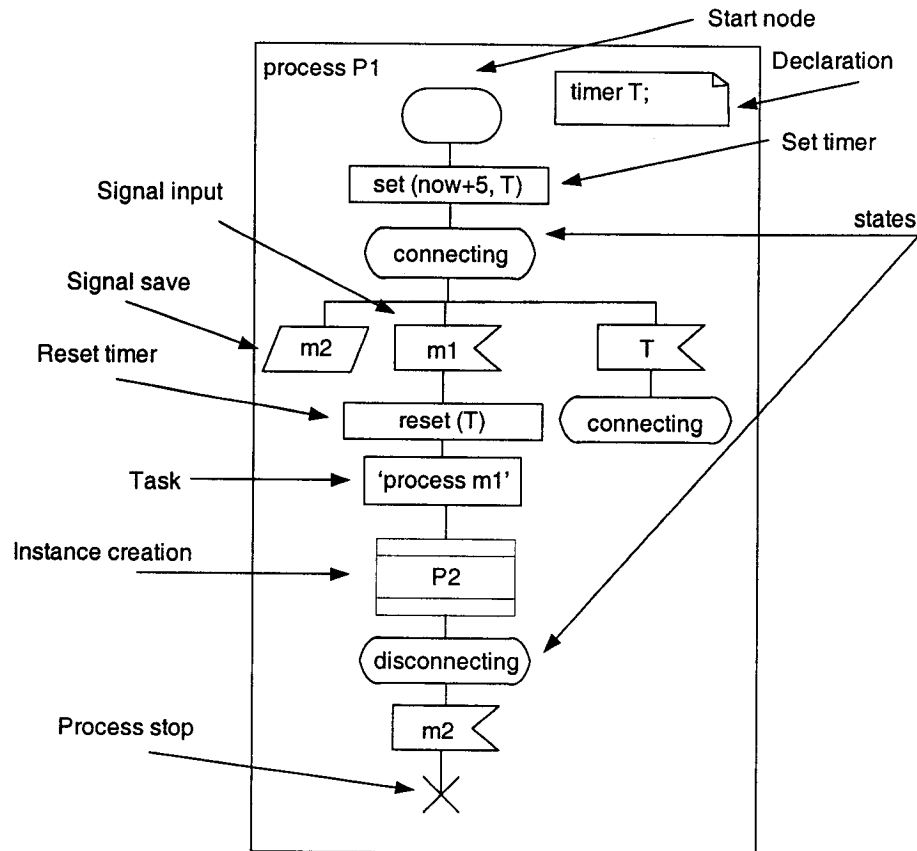 Start node
process P1
Declaration
timer T;
Set timer
set (now+5, T)
Signal input
states
connecting
Signal save
m2
m1
T
Reset timer
reset (T)
connecting
Task
‘process m1’
Instance creation
P2
disconnecting
m2
Process stop